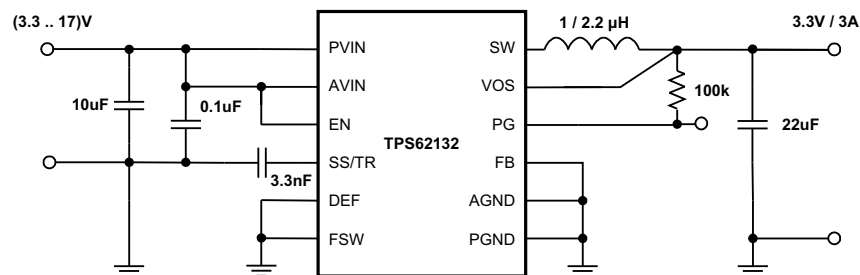 (3.3 .. 17)V
1 / 2.2 µH
3.3V / 3A
PVIN
SW
AVIN
VOS
10uF
0.1uF
100k
EN
PG
22uF
TPS62132
SS/TR
FB
3.3nF
DEF
AGND
FSW
PGND